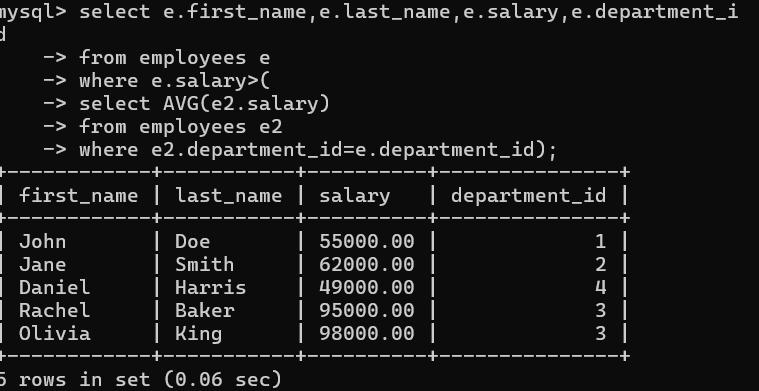 mysql> select e.first_name,e.last_name,e.salary,e.department_i
d
    -> from employees e
    -> where e.salary>(
    -> select AVG(e2.salary)
    -> from employees e2
    -> where e2.department_id=e.department_id);
+------------+-----------+----------+---------------+
| first_name | last_name | salary   | department_id |
+------------+-----------+----------+---------------+
| John       | Doe       | 55000.00 |             1 |
| Jane       | Smith     | 62000.00 |             2 |
| Daniel     | Harris    | 49000.00 |             4 |
| Rachel     | Baker     | 95000.00 |             3 |
| Olivia     | King      | 98000.00 |             3 |
+------------+-----------+----------+---------------+
5 rows in set (0.06 sec)